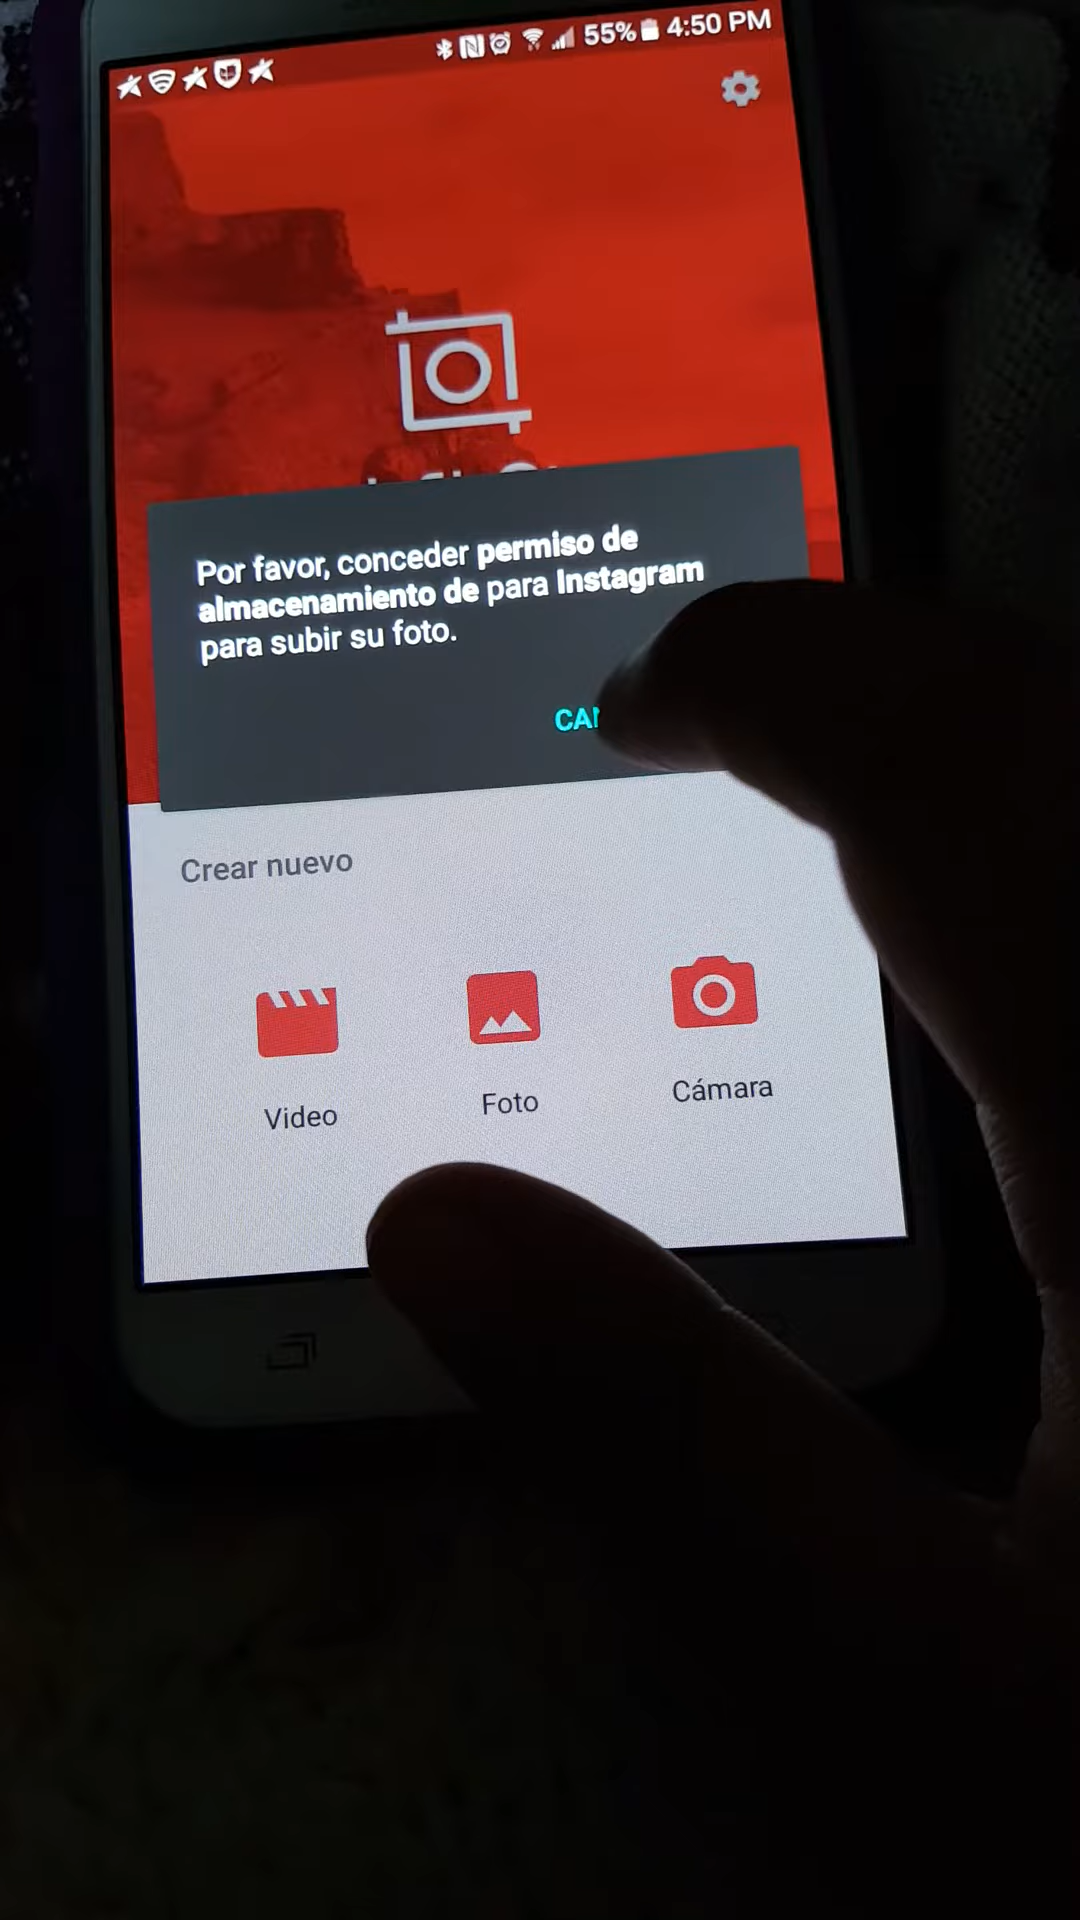 55% 4:50 PM
Por favor, conceder permiso de
almacenamiento de para Instagram
para subir su foto.
Crear nuevo
Video
Foto
Cámara